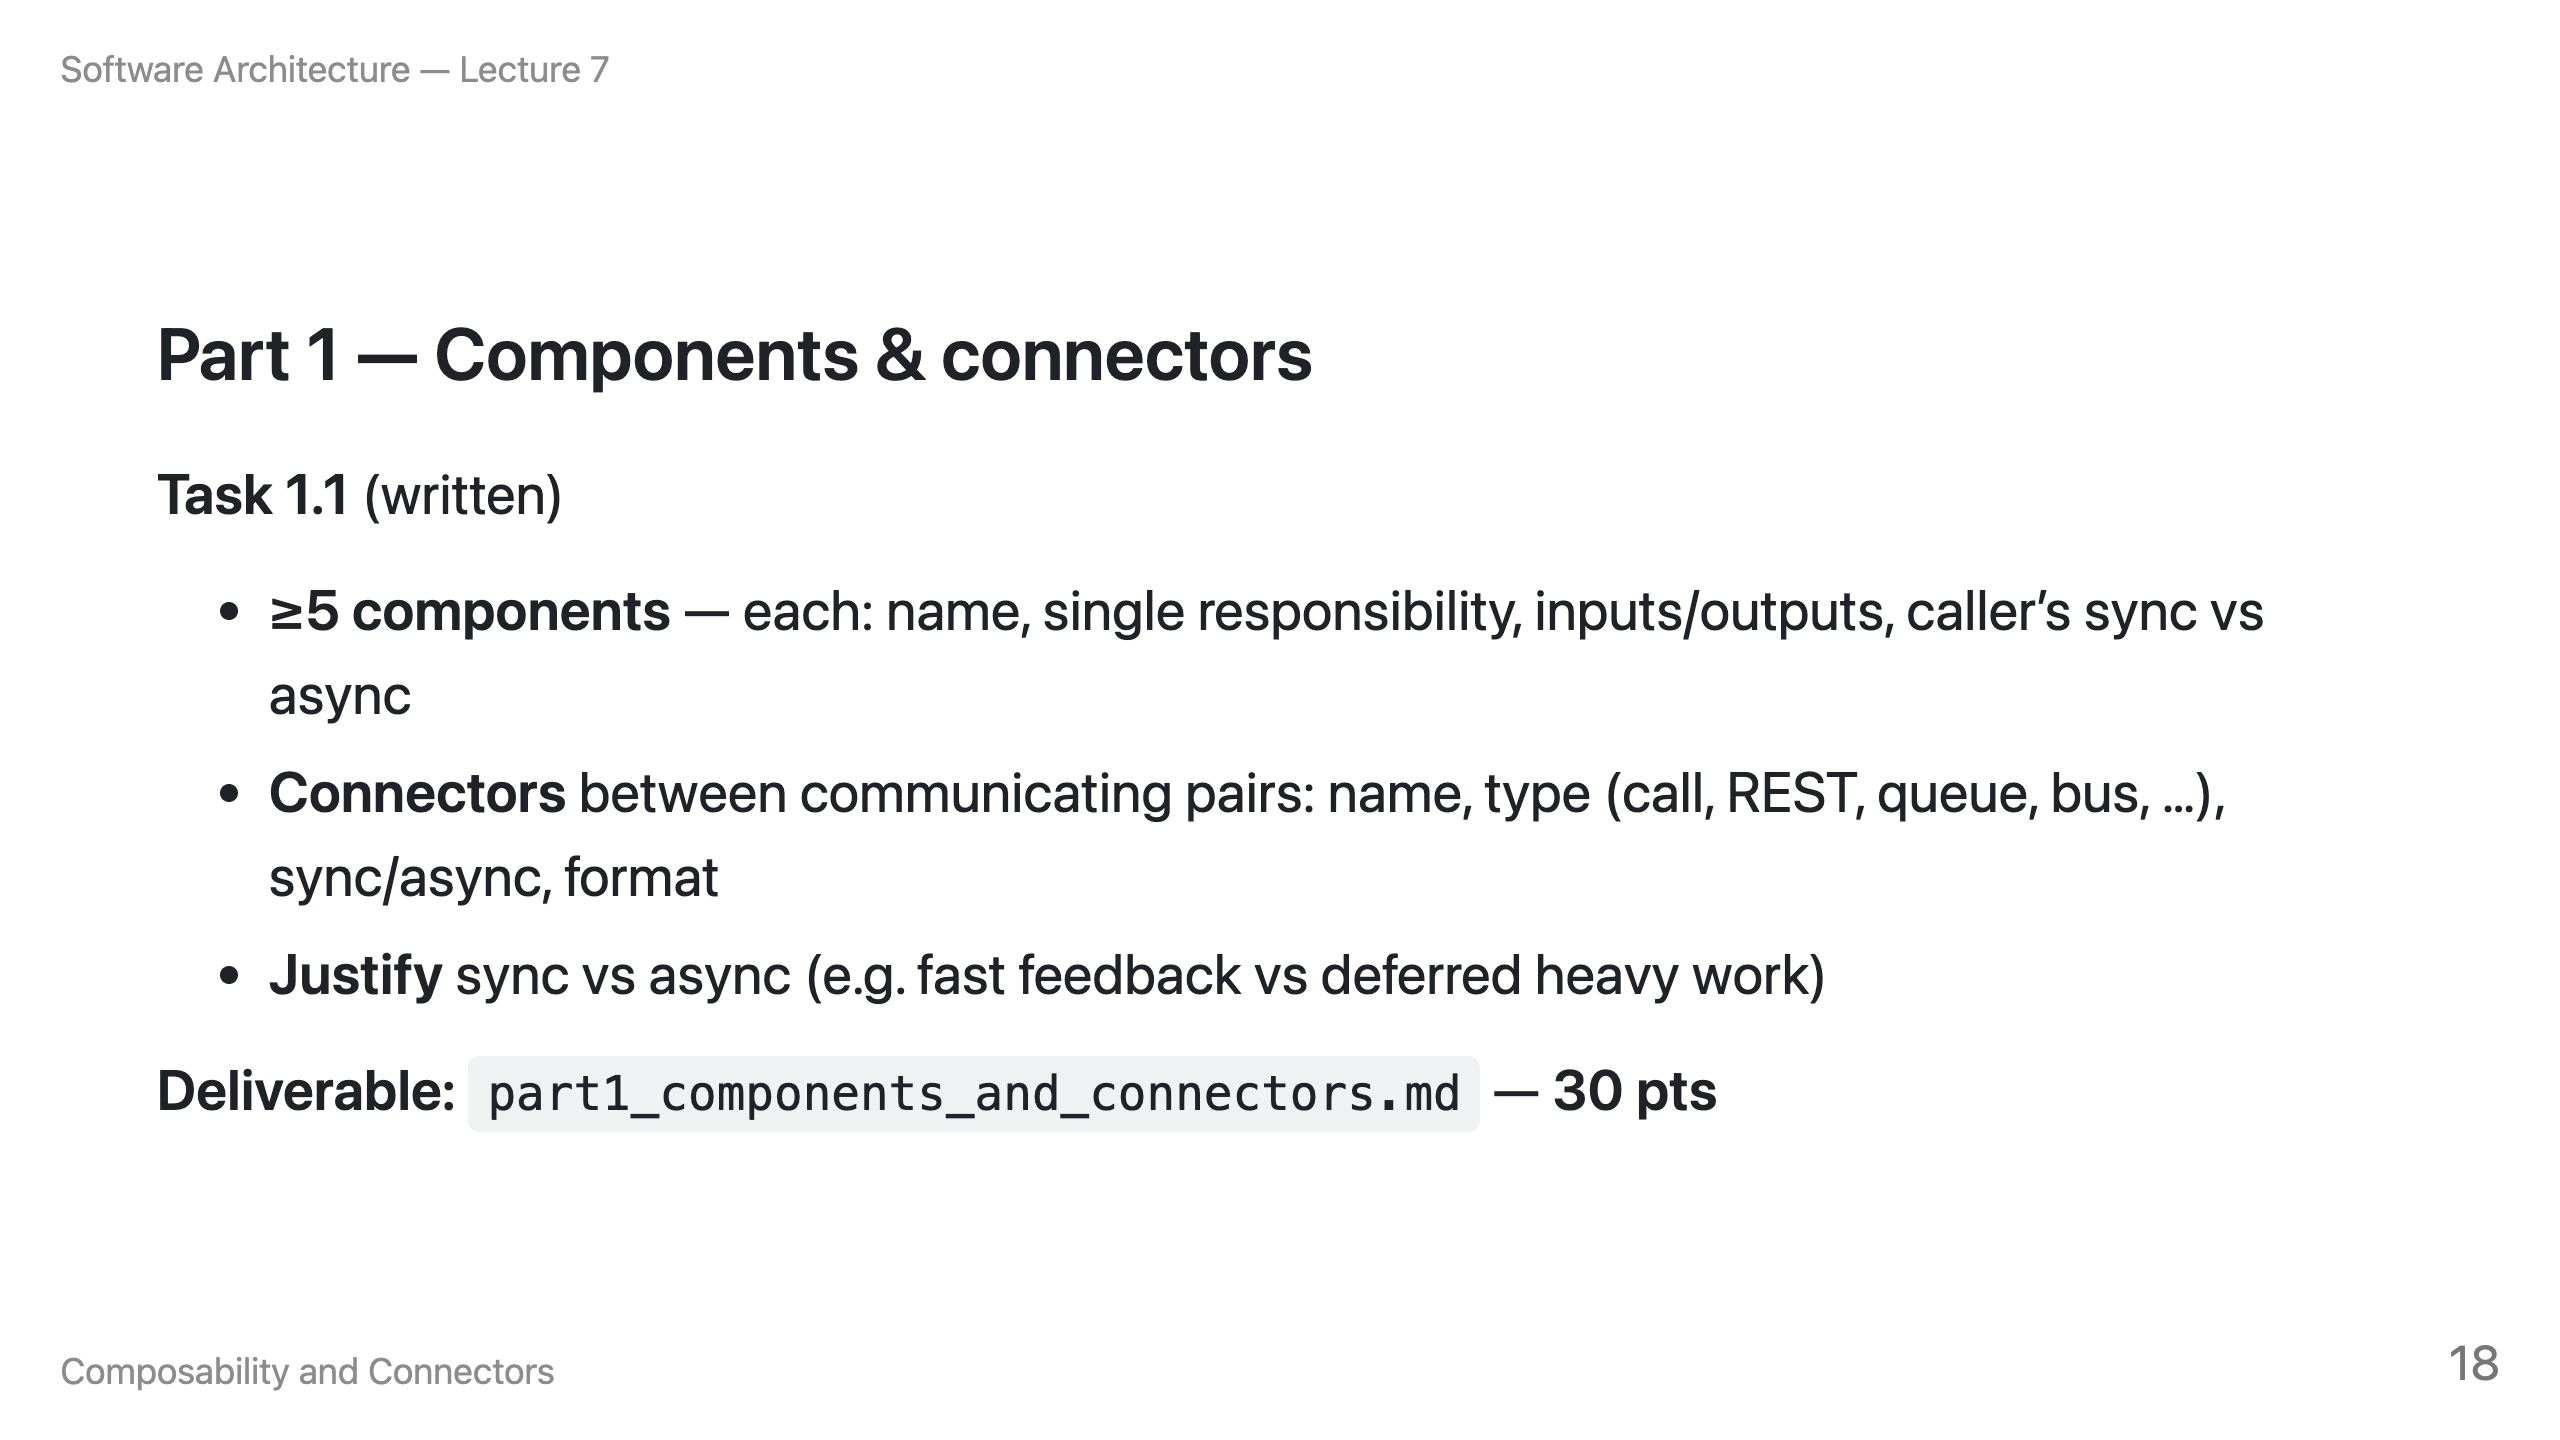 Software Architecture — Lecture 7
Part 1 — Components & connectors
Task 1.1 (written)
• ≥5 components — each: name, single responsibility, inputs/outputs, caller’s sync vs
async
• Connectors between communicating pairs: name, type (call, REST, queue, bus, …),
sync/async, format
• Justify sync vs async (e.g. fast feedback vs deferred heavy work)
Deliverable: part1_components_and_connectors.md — 30 pts
Composability and Connectors
18